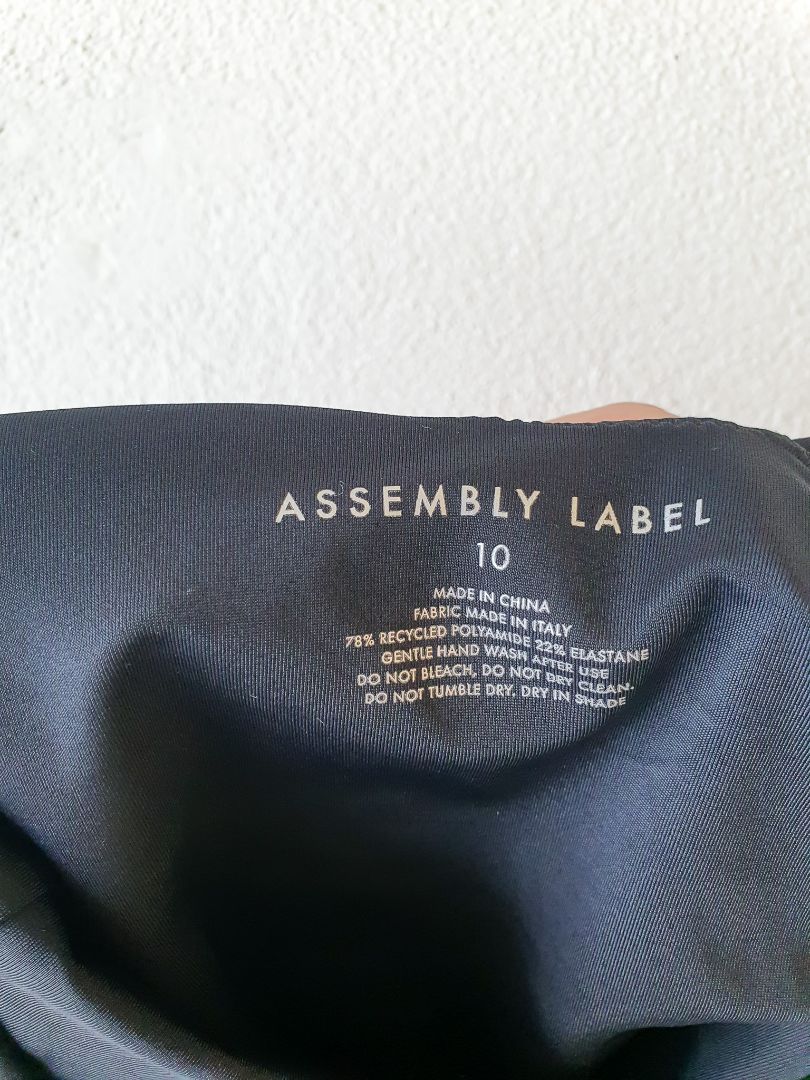 ASSEMBLY LABEL
10
MADE IN CHINA
FABRIC MADE IN ITALY
78% RECYCLED POLYAMIDE 22% ELASTANE
GENTLE HAND WASH AFTER USE
DO NOT BLEACH, DO NOT DRY CLEAN.
DO NOT TUMBLE DRY. DRY IN SHADE